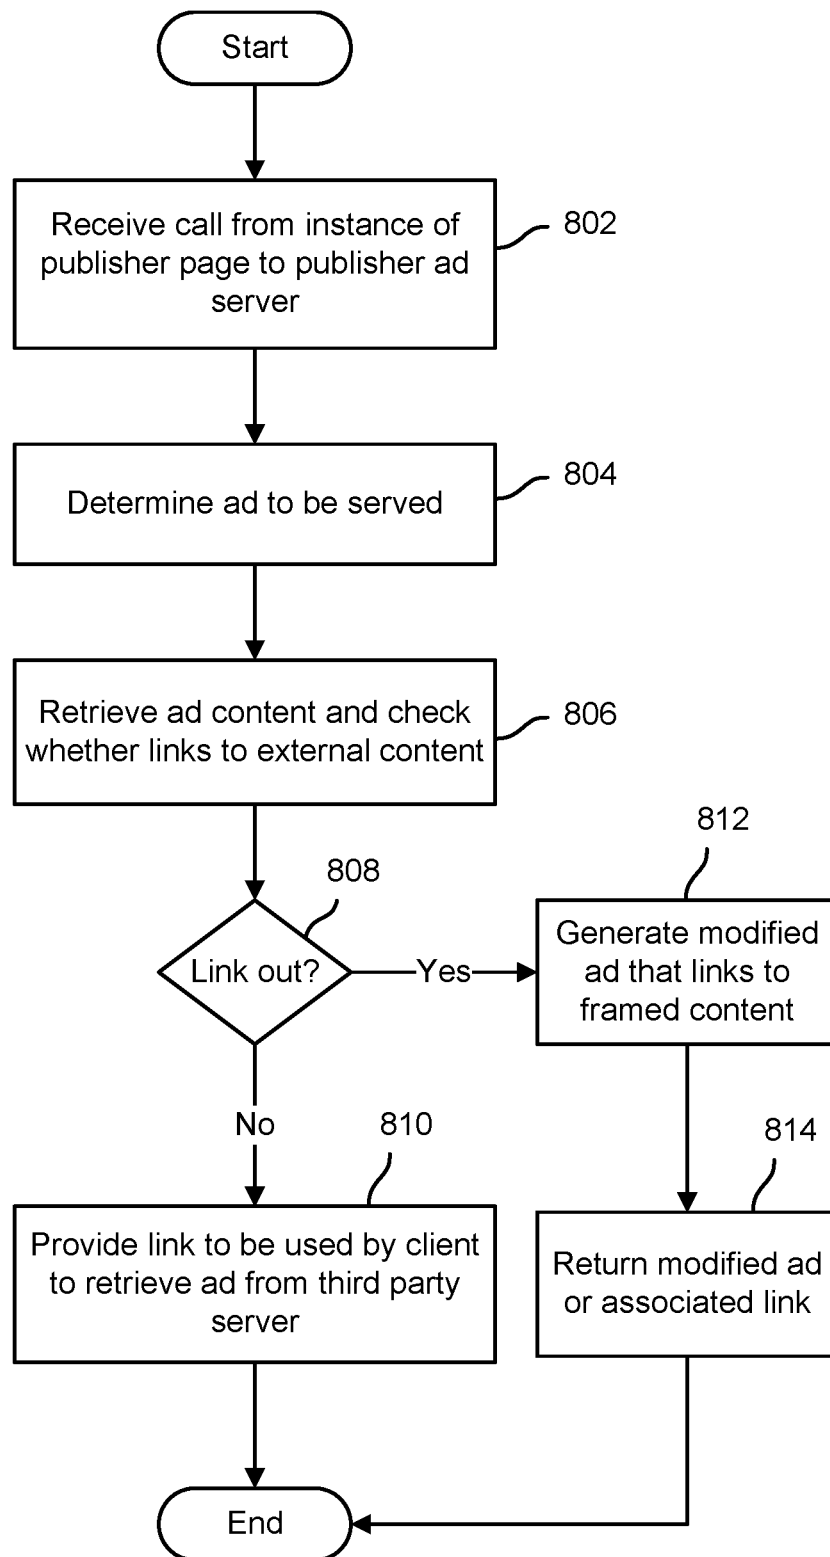 Start
Receive call from instance of
publisher page to publisher ad
server
802
Determine ad to be served
804
Retrieve ad content and check
whether links to external content
806
808
Link out?
Yes
812
Generate modified
ad that links to
framed content
No
810
Provide link to be used by client
to retrieve ad from third party
server
814
Return modified ad
or associated link
End